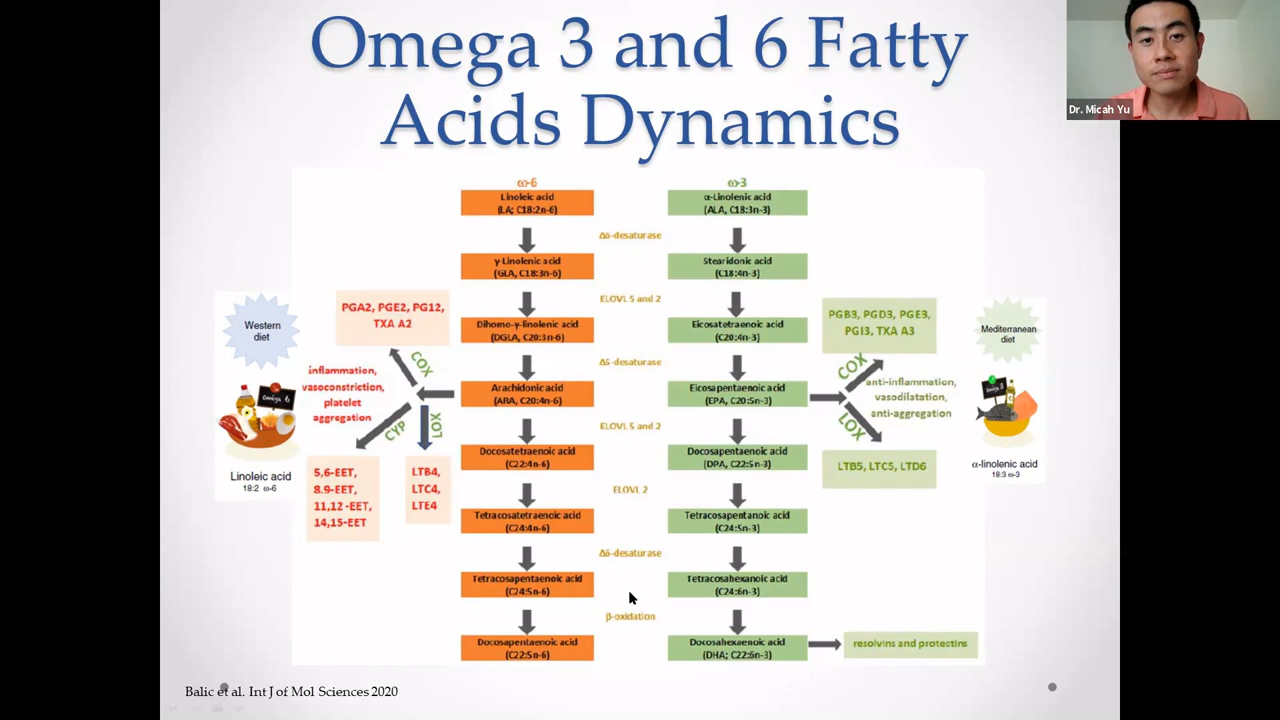 Omega 3 and 6 Fatty
Acids Dynamics
Dr. Micah Yu
ω-6
Linoleic acid
(LA; C18:2n-6)
γ-Linolenic acid
(GLA, C18:3n-6)
Dihomo-γ-linolenic acid
(DGLA, C20:3n-6)
Arachidonic acid
(ARA, C20:4n-6)
Docosatetraenoic acid
(C22:4n-6)
Tetracosatetraenoic acid
(C24:4n-6)
Tetracosapentaenoic acid
(C24:5n-6)
Docosapentaenoic acid
(C22:5n-6)
Δ6-desaturase
ELOVL 5 and 2
Δ5-desaturase
ELOVL 5 and 2
ELOVL 2
Δ6-desaturase
β-oxidation
ω-3
α-Linolenic acid
(ALA, C18:3n-3)
Stearidonic acid
(C18:4n-3)
Eicosatetraenoic acid
(C20:4n-3)
Eicosapentaenoic acid
(EPA, C20:5n-3)
Docosapentaenoic acid
(DPA, C22:5n-3)
Tetracosapentanoic acid
(C24:5n-3)
Tetracosahexanoic acid
(C24:6n-3)
Docosahexaenoic acid
(DHA; C22:6n-3)
Western
diet
Omega 6
Linoleic acid
18:2 ω-6
PGA2, PGE2, PG12,
TXA A2
inflammation,
vasoconstriction,
platelet
aggregation
COX
CYP
LOX
5,6-EET,
8.9-EET,
11,12-EET,
14,15-EET
LTB4,
LTC4,
LTE4
PGB3, PGD3, PGE3,
PGI3, TXA A3
COX
LOX
anti-inflammation,
vasodilatation,
anti-aggregation
LTB5, LTC5, LTD6
resolvins and protectins
Mediterranean
diet
Omega 3
α-linolenic acid
18:3 ω-3
Balic et al. Int J of Mol Sciences 2020